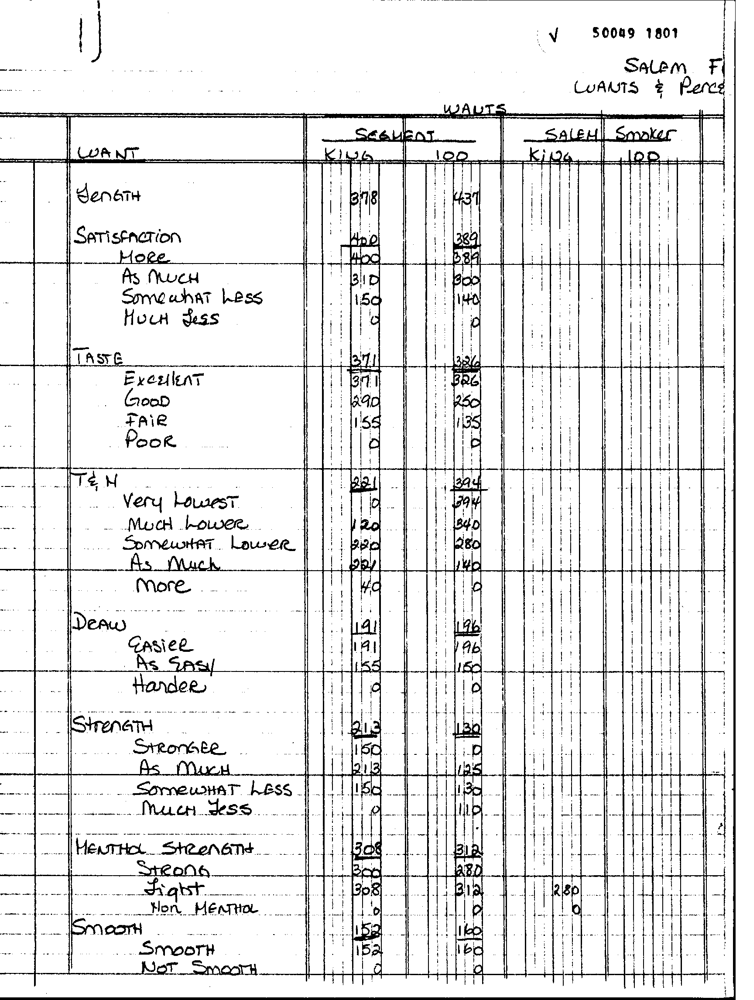 1)
√ 50049 1801
SALEM F
WANTS & Perce
WANTS
SEGMENT SALEM Smoker
WANT KING 100 KING 100
LENGTH 378 437
SATISFACTION 400 389
MORE 400 389
AS MUCH 310 300
SOMEWHAT LESS 150 140
MUCH LESS 0 0
TASTE 371 326
EXCELLENT 371 326
GOOD 290 250
FAIR 155 135
POOR 0 0
T & N 221 394
Very LOWEST 0 394
MUCH LOWER 120 340
SOMEWHAT LOWER 220 280
AS MUCH 221 140
MORE 40 0
DRAW 191 196
EASIER 191 196
AS EASY 155 150
HARDER 0 0
STRENGTH 213 130
STRONGER 150 0
AS MUCH 213 125
SOMEWHAT LESS 150 130
MUCH LESS 0 110
MENTHOL STRENGTH 308 312
STRONG 300 280
Light 308 312 280
NON MENTHOL 0 0 0
SMOOTH 152 160
SMOOTH 152 160
NOT SMOOTH 0 0